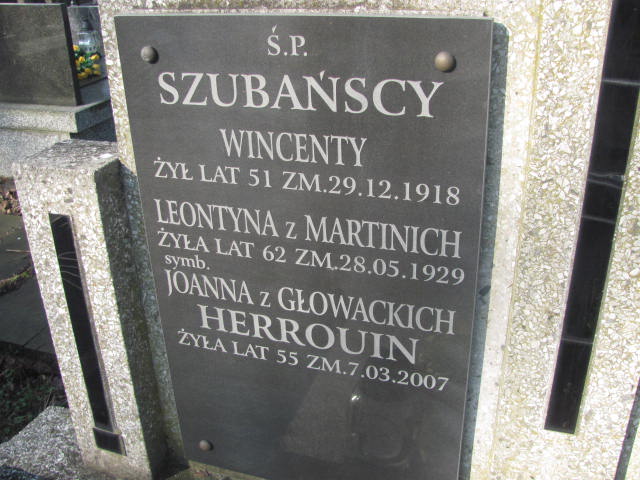 Ś.P.
SZUBAŃSCY
WINCENTY
ŻYŁ LAT 51 ZM.29.12.1918
LEONTYNA z MARTINICH
ŻYŁA LAT 62 ZM.28.05.1929
symb.
JOANNA z GŁOWACKICH
HERROUIN
ŻYŁA LAT 55 ZM.7.03.2007